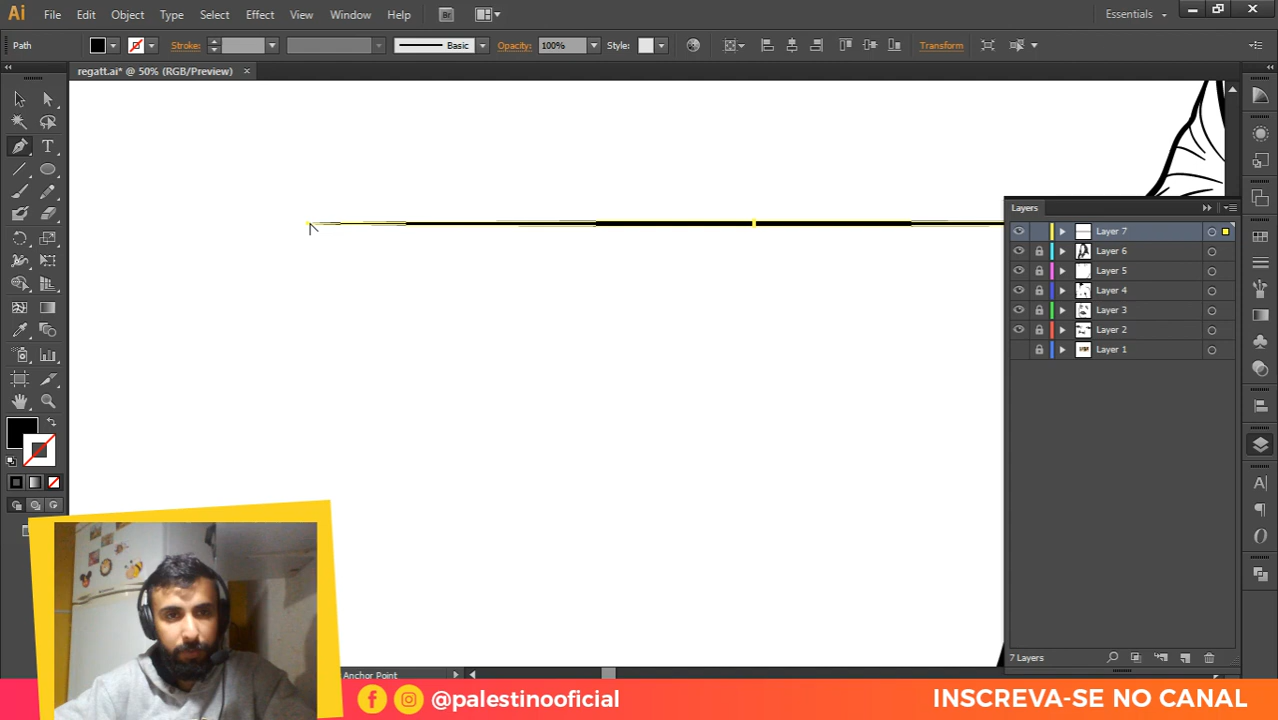 Ai File Edit Object Type Select Effect View Window Help Br Essentials
Path Stroke: Basic Opacity: 100% Style: Transform
regatt.ai* @ 50% (RGB/Preview)
Layers
Layer 7
Layer 6
Layer 5
Layer 4
Layer 3
Layer 2
Layer 1
7 Layers
Anchor Point
@palestinooficial
INSCREVA-SE NO CANAL